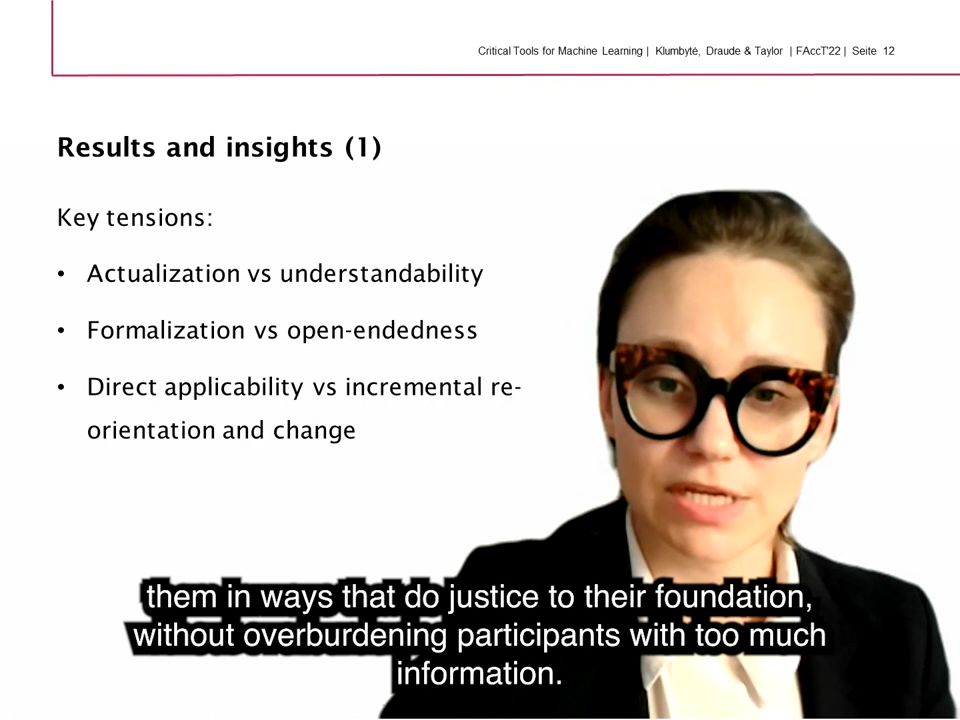 Critical Tools for Machine Learning | Klumbytė, Draude & Taylor | FAccT'22 | Seite 12
Results and insights (1)
Key tensions:
• Actualization vs understandability
• Formalization vs open-endedness
• Direct applicability vs incremental re-
orientation and change
them in ways that do justice to their foundation,
without overburdening participants with too much
information.